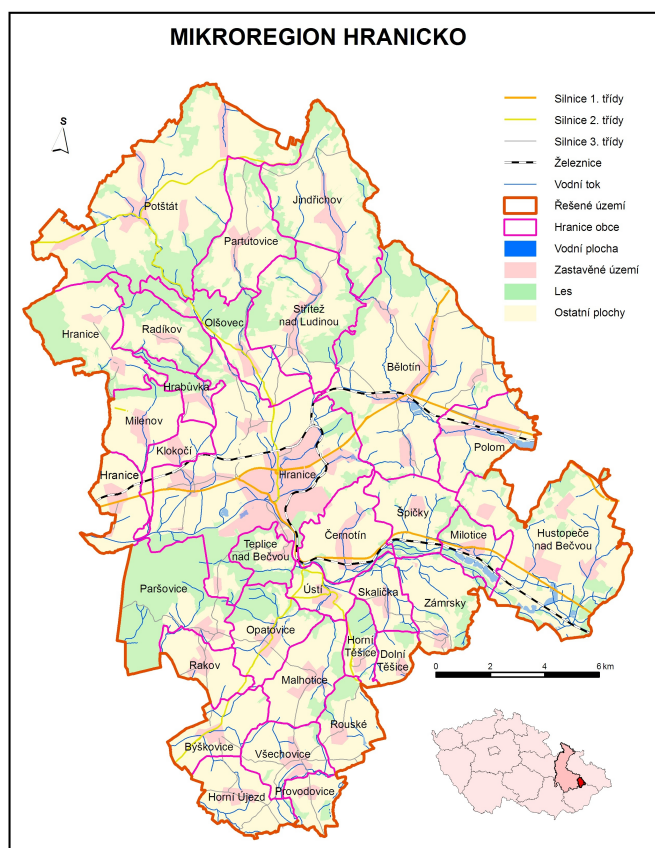 MIKROREGION HRANICKO
S
Silnice 1. třídy
Silnice 2. třídy
Silnice 3. třídy
Železnice
Vodní tok
Řešené území
Hranice obce
Vodní plocha
Zastavěné území
Les
Ostatní plochy
Potštát
Jindřichov
Partutovice
Střítež
nad Ludinou
Olšovec
Radíkov
Hranice
Bělotín
Hrabůvka
Milenov
Klokočí
Polom
Hranice
Hranice
Špičky
Hustopeče
nad Bečvou
Černotín
Milotice
Teplice
nad Bečvou
Paršovice
Ústí
Skalička
Zámrsky
Opatovice
Horní
Těšice
Dolní
Těšice
Rakov
Malhotice
Rouské
Býškovice
Všechovice
Provodovice
Horní Újezd
0 2 4 6 km